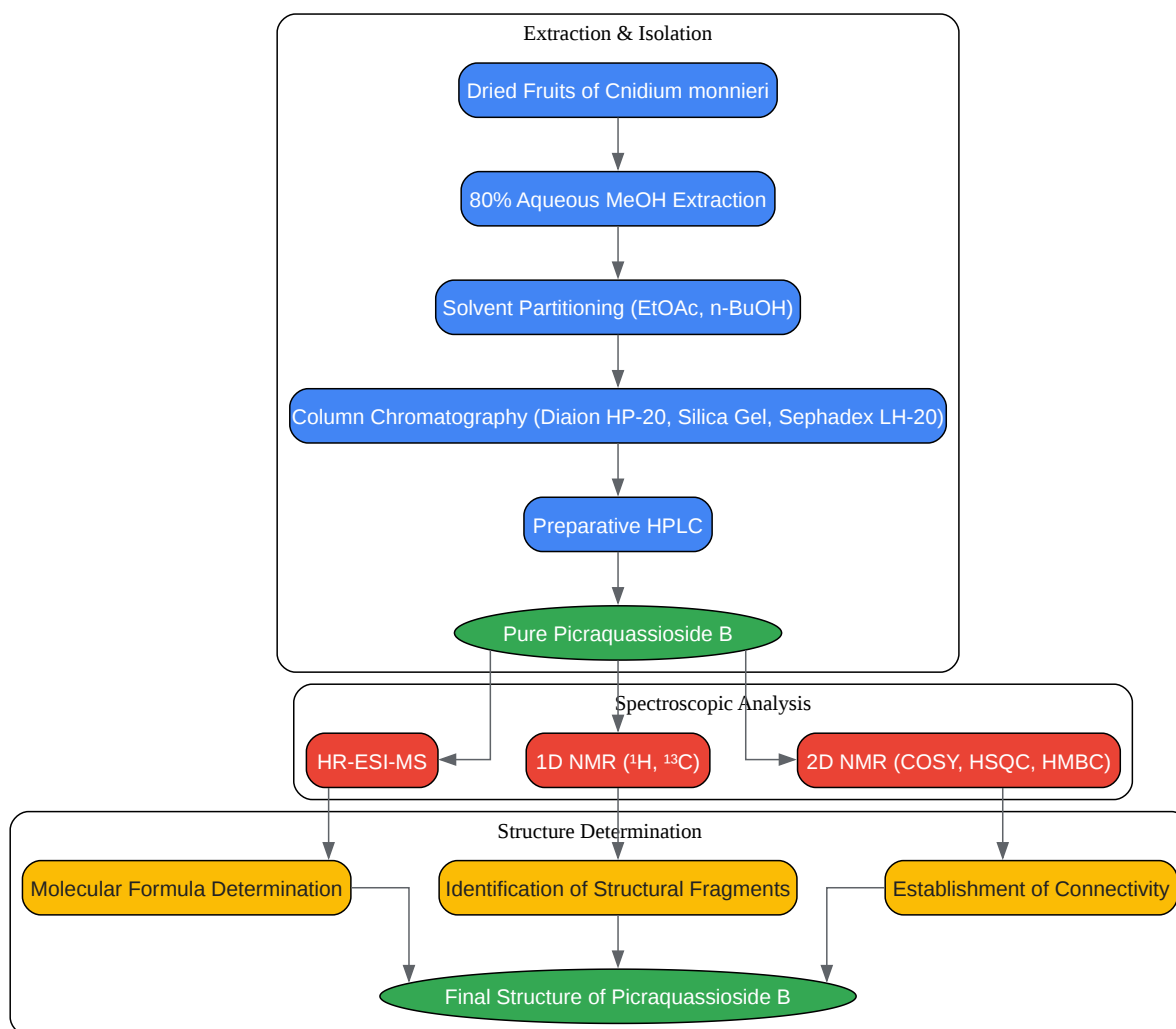 Extraction & Isolation
Dried Fruits of Cnidium monnieri
80% Aqueous MeOH Extraction
Solvent Partitioning (EtOAc, n-BuOH)
Column Chromatography (Diaion HP-20, Silica Gel, Sephadex LH-20)
Preparative HPLC
Pure Picraquassioside B
Spectroscopic Analysis
HR-ESI-MS
1D NMR (¹H, ¹³C)
2D NMR (COSY, HSQC, HMBC)
Structure Determination
Molecular Formula Determination
Identification of Structural Fragments
Establishment of Connectivity
Final Structure of Picraquassioside B